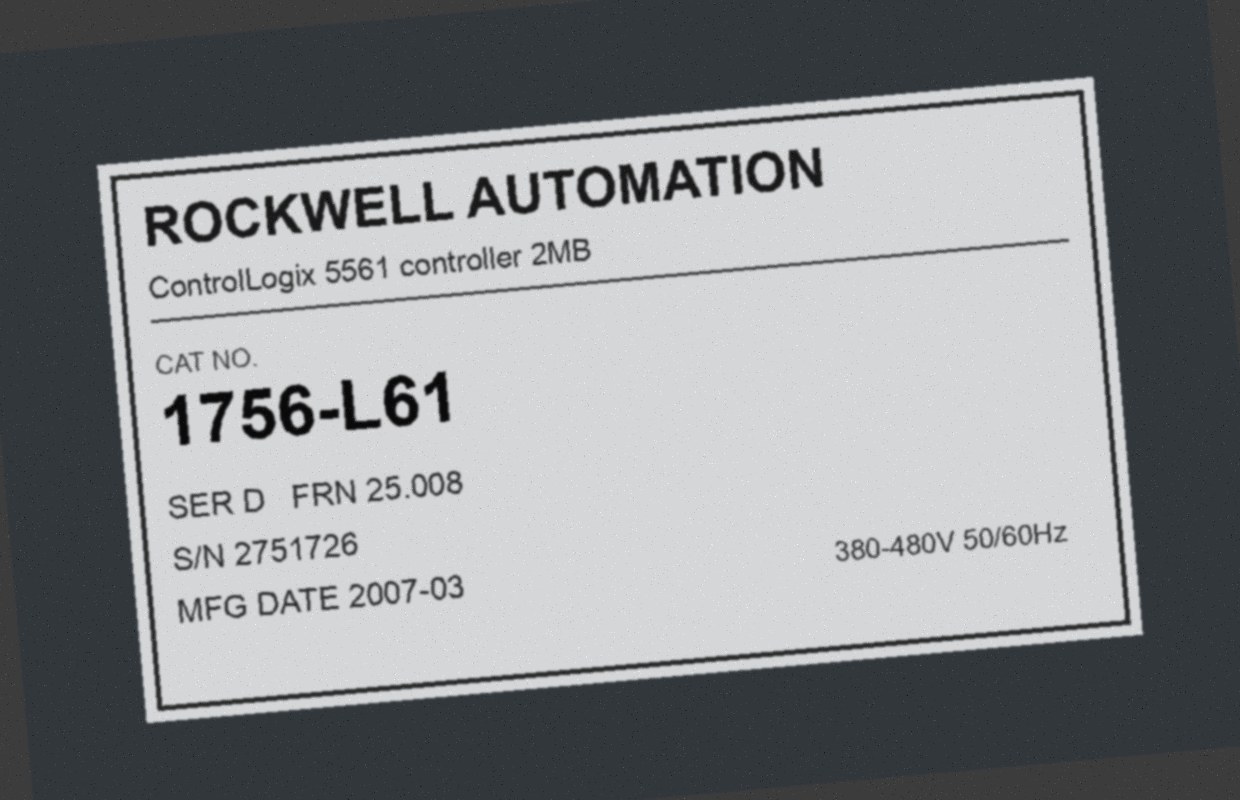 ROCKWELL AUTOMATION
ControlLogix 5561 controller 2MB
CAT NO.
1756-L61
SER D   FRN 25.008
S/N 2751726
380-480V 50/60Hz
MFG DATE 2007-03